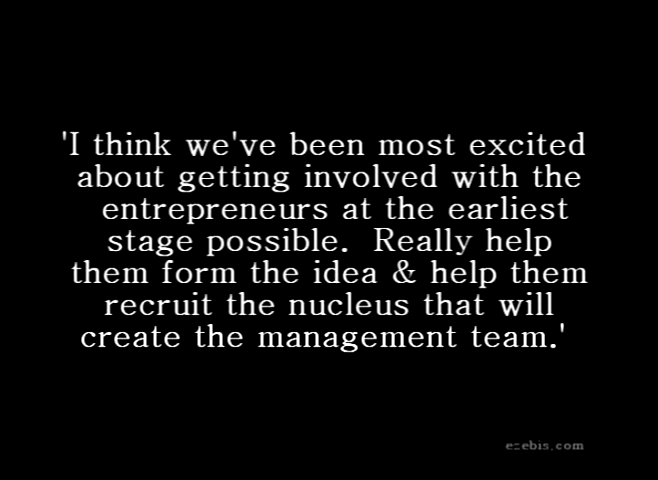 'I think we've been most excited
about getting involved with the
entrepreneurs at the earliest
stage possible.  Really help
them form the idea & help them
recruit the nucleus that will
create the management team.'
ezebis.com